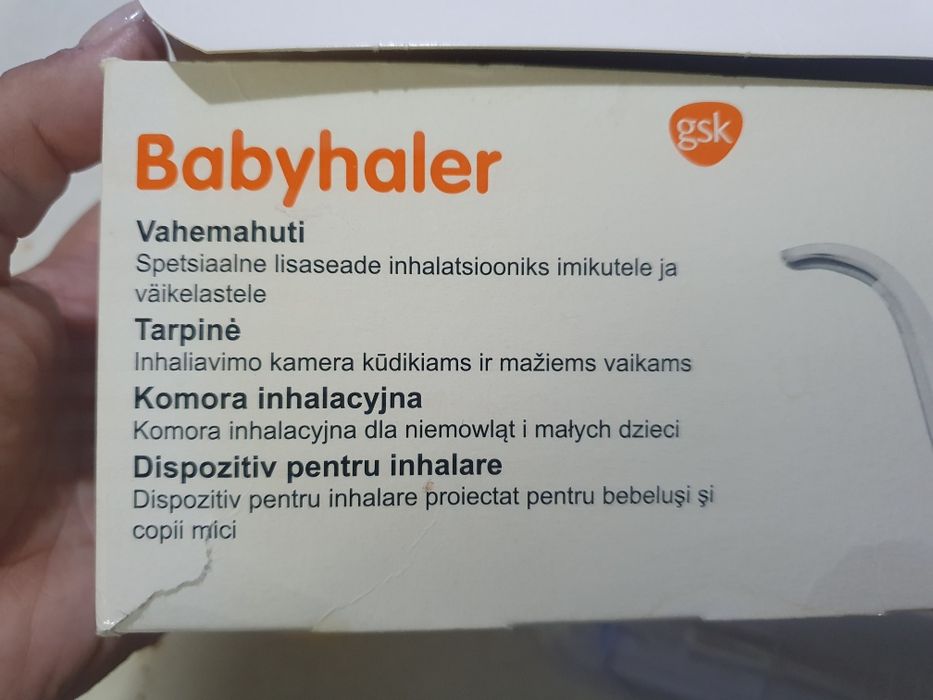 Babyhaler
gsk
Vahemahuti
Spetsiaalne lisaseade inhalatsiooniks imikutele ja
väikelastele
Tarpinė
Inhaliavimo kamera kūdikiams ir mažiems vaikams
Komora inhalacyjna
Komora inhalacyjna dla niemowląt i małych dzieci
Dispozitiv pentru inhalare
Dispozitiv pentru inhalare proiectat pentru bebeluşi şi
copii mici